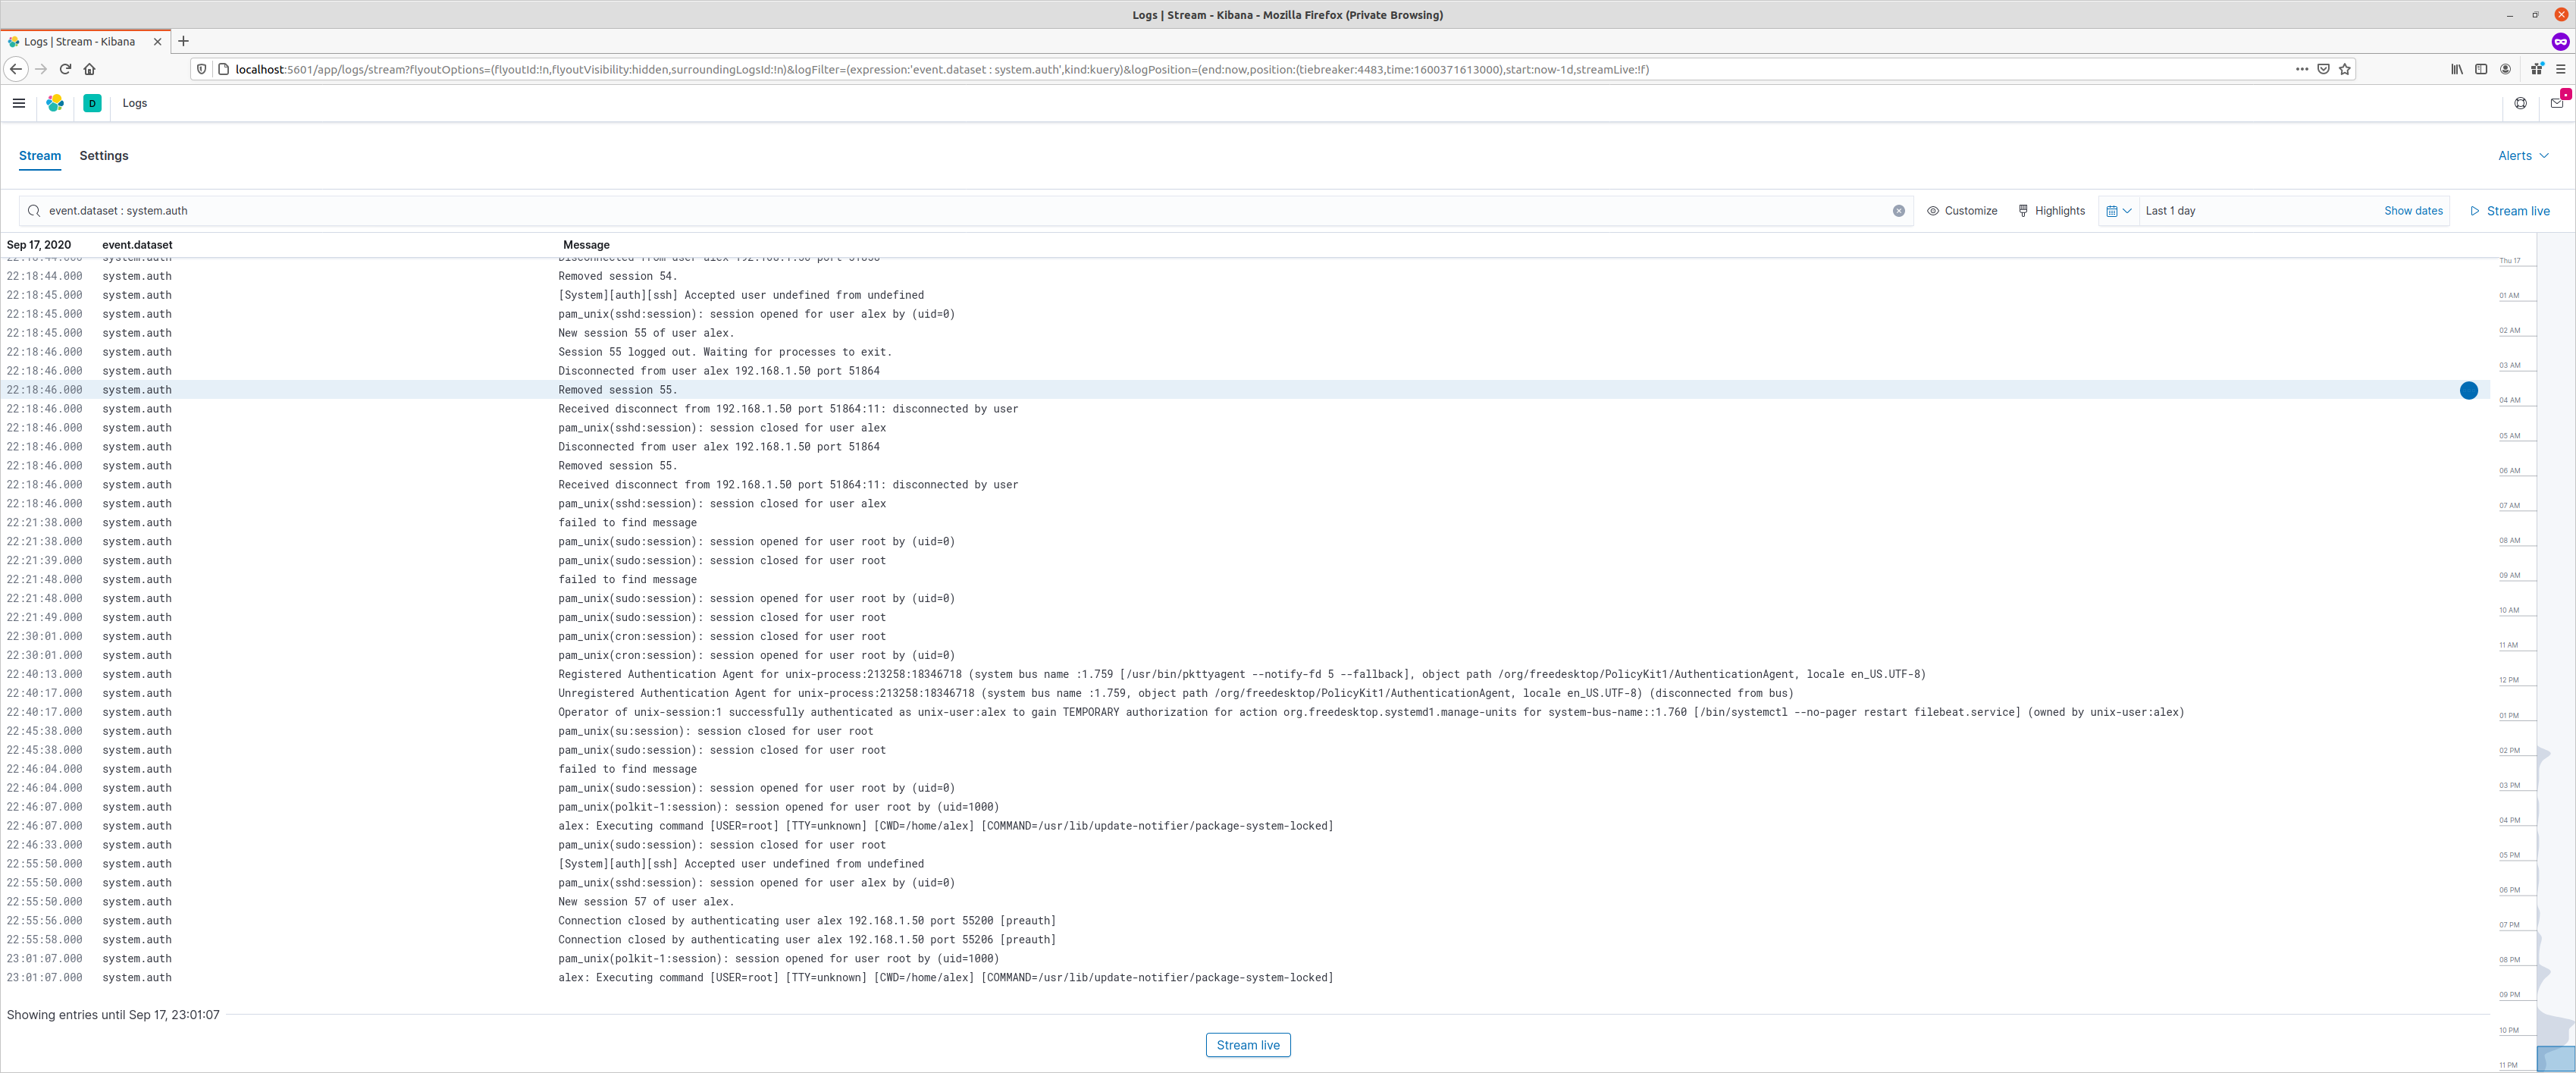 Logs | Stream - Kibana - Mozilla Firefox (Private Browsing)
Logs | Stream - Kibana
localhost:5601/app/logs/stream?flyoutOptions=(flyoutId:!n,flyoutVisibility:hidden,surroundingLogsId:!n)&logFilter=(expression:'event.dataset : system.auth',kind:kuery)&logPosition=(end:now,position:(tiebreaker:4483,time:1600371613000),start:now-1d,streamLive:!f)
D Logs
Stream Settings Alerts
event.dataset : system.auth Customize Highlights Last 1 day Show dates Stream live
Sep 17, 2020 event.dataset Message
22:18:44.000 system.auth Disconnected from user alex 192.168.1.50 port
22:18:44.000 system.auth Removed session 54.
22:18:45.000 system.auth [System][auth][ssh] Accepted user undefined from undefined
22:18:45.000 system.auth pam_unix(sshd:session): session opened for user alex by (uid=0)
22:18:45.000 system.auth New session 55 of user alex.
22:18:46.000 system.auth Session 55 logged out. Waiting for processes to exit.
22:18:46.000 system.auth Disconnected from user alex 192.168.1.50 port 51864
22:18:46.000 system.auth Removed session 55.
22:18:46.000 system.auth Received disconnect from 192.168.1.50 port 51864:11: disconnected by user
22:18:46.000 system.auth pam_unix(sshd:session): session closed for user alex
22:18:46.000 system.auth Disconnected from user alex 192.168.1.50 port 51864
22:18:46.000 system.auth Removed session 55.
22:18:46.000 system.auth Received disconnect from 192.168.1.50 port 51864:11: disconnected by user
22:18:46.000 system.auth pam_unix(sshd:session): session closed for user alex
22:21:38.000 system.auth failed to find message
22:21:38.000 system.auth pam_unix(sudo:session): session opened for user root by (uid=0)
22:21:39.000 system.auth pam_unix(sudo:session): session closed for user root
22:21:48.000 system.auth failed to find message
22:21:48.000 system.auth pam_unix(sudo:session): session opened for user root by (uid=0)
22:21:49.000 system.auth pam_unix(sudo:session): session closed for user root
22:30:01.000 system.auth pam_unix(cron:session): session closed for user root
22:30:01.000 system.auth pam_unix(cron:session): session opened for user root by (uid=0)
22:40:13.000 system.auth Registered Authentication Agent for unix-process:213258:18346718 (system bus name :1.759 [/usr/bin/pkttyagent --notify-fd 5 --fallback], object path /org/freedesktop/PolicyKit1/AuthenticationAgent, locale en_US.UTF-8)
22:40:17.000 system.auth Unregistered Authentication Agent for unix-process:213258:18346718 (system bus name :1.759, object path /org/freedesktop/PolicyKit1/AuthenticationAgent, locale en_US.UTF-8) (disconnected from bus)
22:40:17.000 system.auth Operator of unix-session:1 successfully authenticated as unix-user:alex to gain TEMPORARY authorization for action org.freedesktop.systemd1.manage-units for system-bus-name::1.760 [/bin/systemctl --no-pager restart filebeat.service] (owned by unix-user:alex)
22:45:38.000 system.auth pam_unix(su:session): session closed for user root
22:45:38.000 system.auth pam_unix(sudo:session): session closed for user root
22:46:04.000 system.auth failed to find message
22:46:04.000 system.auth pam_unix(sudo:session): session opened for user root by (uid=0)
22:46:07.000 system.auth pam_unix(polkit-1:session): session opened for user root by (uid=1000)
22:46:07.000 system.auth alex: Executing command [USER=root] [TTY=unknown] [CWD=/home/alex] [COMMAND=/usr/lib/update-notifier/package-system-locked]
22:46:33.000 system.auth pam_unix(sudo:session): session closed for user root
22:55:50.000 system.auth [System][auth][ssh] Accepted user undefined from undefined
22:55:50.000 system.auth pam_unix(sshd:session): session opened for user alex by (uid=0)
22:55:50.000 system.auth New session 57 of user alex.
22:55:56.000 system.auth Connection closed by authenticating user alex 192.168.1.50 port 55200 [preauth]
22:55:58.000 system.auth Connection closed by authenticating user alex 192.168.1.50 port 55206 [preauth]
23:01:07.000 system.auth pam_unix(polkit-1:session): session opened for user root by (uid=1000)
23:01:07.000 system.auth alex: Executing command [USER=root] [TTY=unknown] [CWD=/home/alex] [COMMAND=/usr/lib/update-notifier/package-system-locked]
Showing entries until Sep 17, 23:01:07
Stream live
Thu 17
01 AM
02 AM
03 AM
04 AM
05 AM
06 AM
07 AM
08 AM
09 AM
10 AM
11 AM
12 PM
01 PM
02 PM
03 PM
04 PM
05 PM
06 PM
07 PM
08 PM
09 PM
10 PM
11 PM